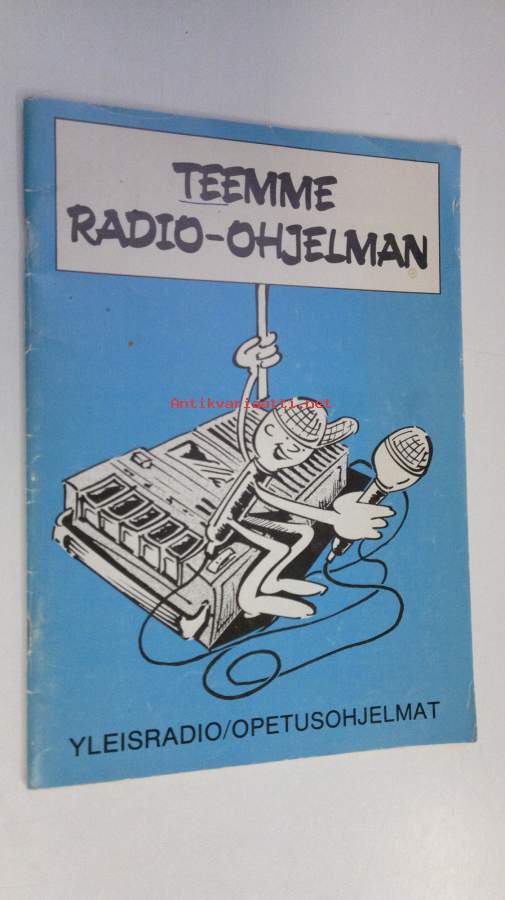 TEEMME
RADIO-OHJELMAN
Antikvariaatti.net
YLEISRADIO/OPETUSOHJELMAT